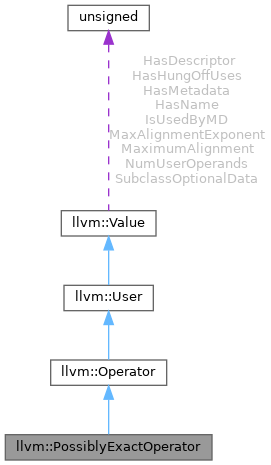 unsigned
HasDescriptor
HasHungOffUses
HasMetadata
HasName
IsUsedByMD
MaxAlignmentExponent
MaximumAlignment
NumUserOperands
SubclassOptionalData
llvm::Value
llvm::User
llvm::Operator
llvm::PossiblyExactOperator